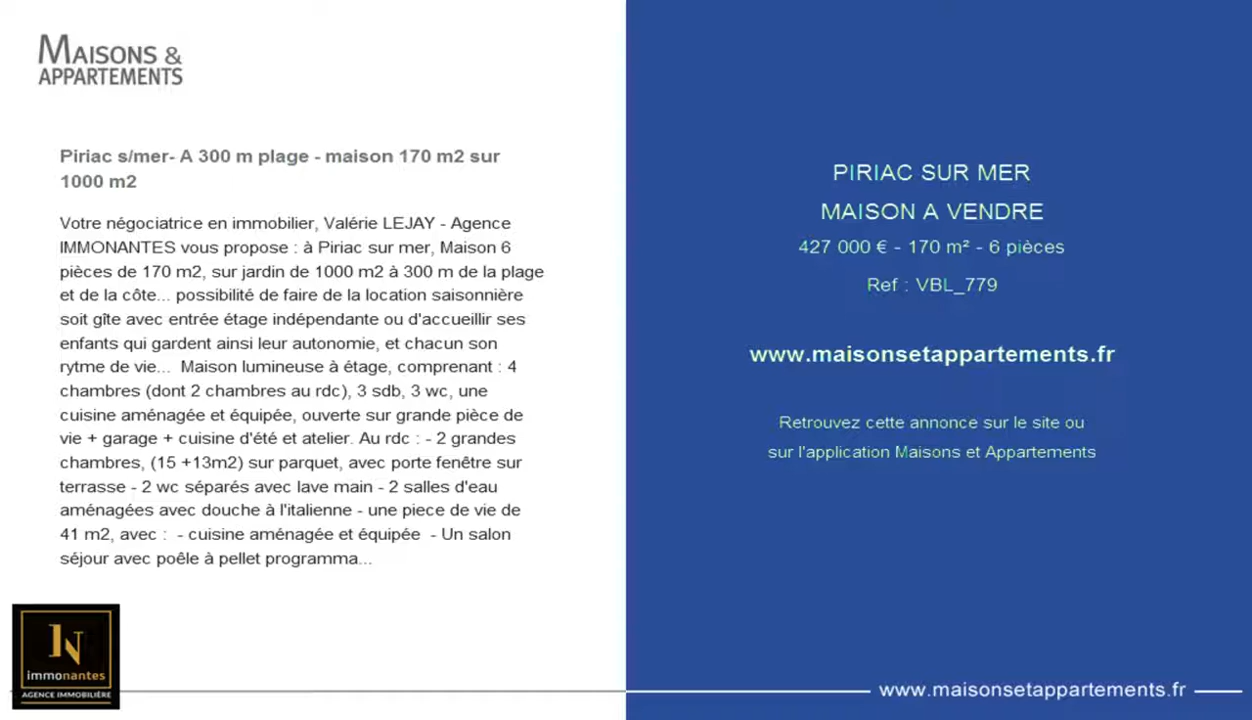 MAISONS &
APPARTEMENTS
Piriac s/mer- A 300 m plage - maison 170 m2 sur
1000 m2
Votre négociatrice en immobilier, Valérie LEJAY - Agence
IMMONANTES vous propose : à Piriac sur mer, Maison 6
pièces de 170 m2, sur jardin de 1000 m2 à 300 m de la plage
et de la côte... possibilité de faire de la location saisonnière
soit gîte avec entrée étage indépendante ou d'accueillir ses
enfants qui gardent ainsi leur autonomie, et chacun son
rytme de vie... Maison lumineuse à étage, comprenant : 4
chambres (dont 2 chambres au rdc), 3 sdb, 3 wc, une
cuisine aménagée et équipée, ouverte sur grande pièce de
vie + garage + cuisine d'été et atelier. Au rdc : - 2 grandes
chambres, (15 +13m2) sur parquet, avec porte fenêtre sur
terrasse - 2 wc séparés avec lave main - 2 salles d'eau
aménagées avec douche à l'italienne - une piece de vie de
41 m2, avec : - cuisine aménagée et équipée - Un salon
séjour avec poêle à pellet programma...
immonantes
AGENCE IMMOBILIÈRE
PIRIAC SUR MER
MAISON A VENDRE
427 000 € - 170 m² - 6 pièces
Ref : VBL_779
www.maisonsetappartements.fr
Retrouvez cette annonce sur le site ou
sur l'application Maisons et Appartements
www.maisonsetappartements.fr